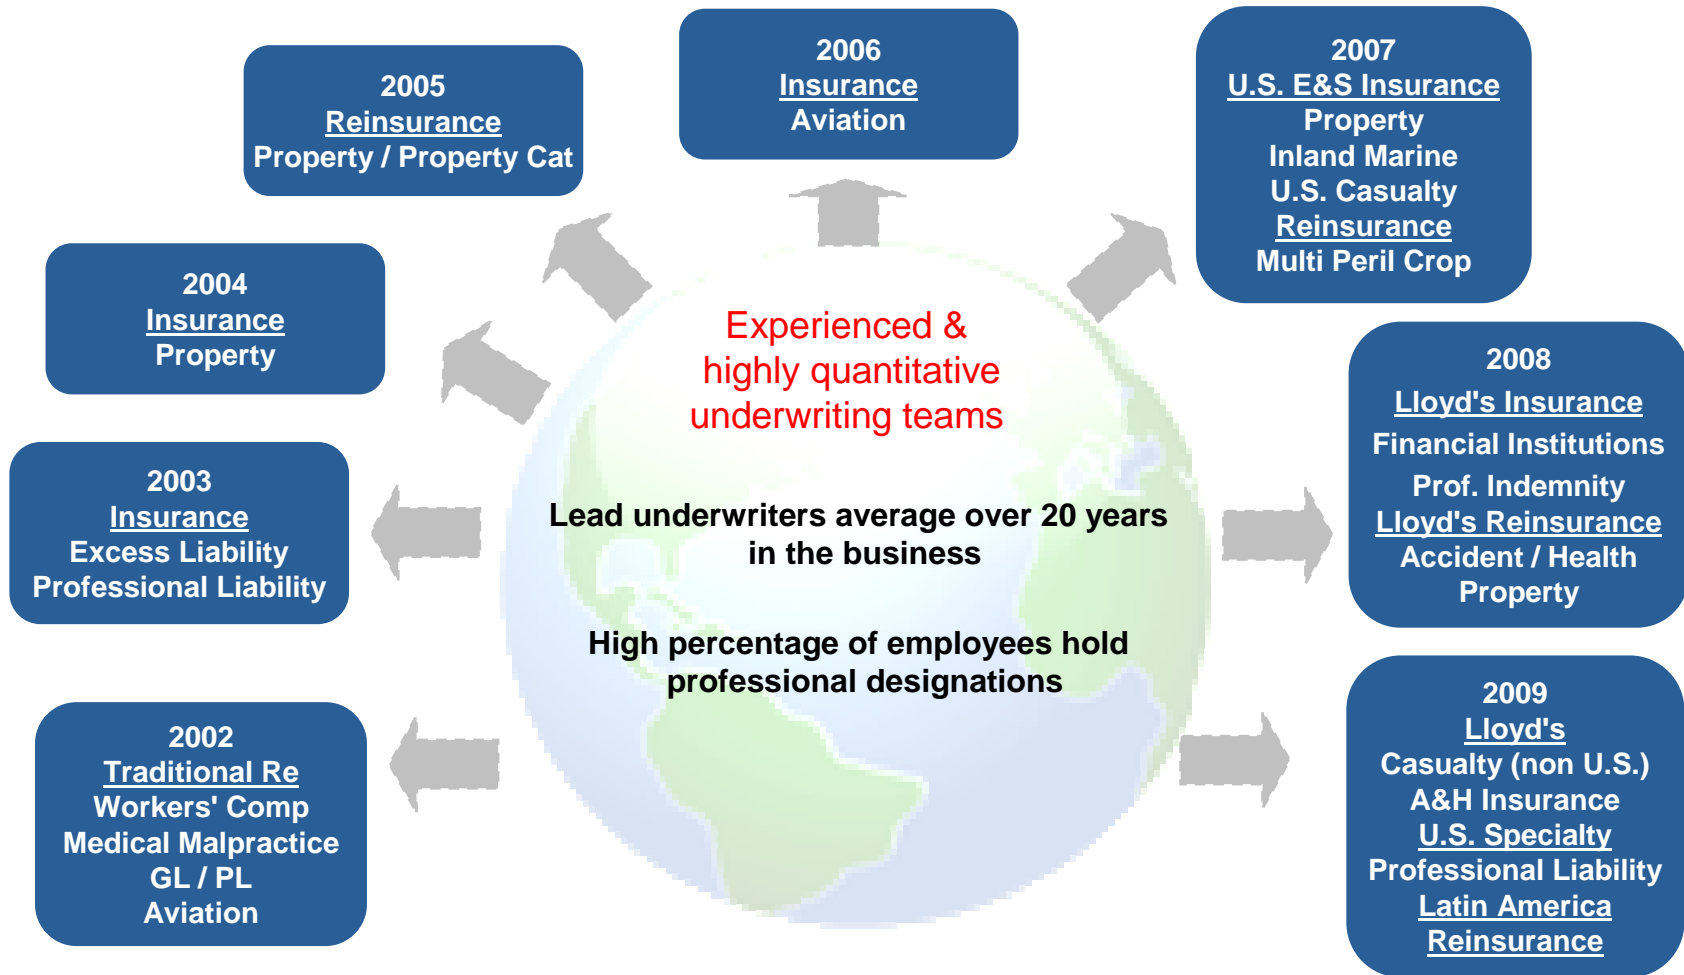 2002
Traditional Re
Workers' Comp
Medical Malpractice
GL / PL
Aviation
2003
Insurance
Excess Liability
Professional Liability
2004
Insurance
Property
2005
Reinsurance
Property / Property Cat
2006
Insurance
Aviation
2007
U.S. E&S Insurance
Property
Inland Marine
U.S. Casualty
Reinsurance
Multi Peril Crop
2008
Lloyd's Insurance
Financial Institutions
Prof. Indemnity
Lloyd's Reinsurance
Accident / Health
Property
2009
Lloyd's
Casualty (non U.S.)
A&H Insurance
U.S. Specialty
Professional Liability
Latin America
Reinsurance
Experienced &
highly quantitative
underwriting teams
Lead underwriters average over 20 years
in the business
High percentage of employees hold
professional designations